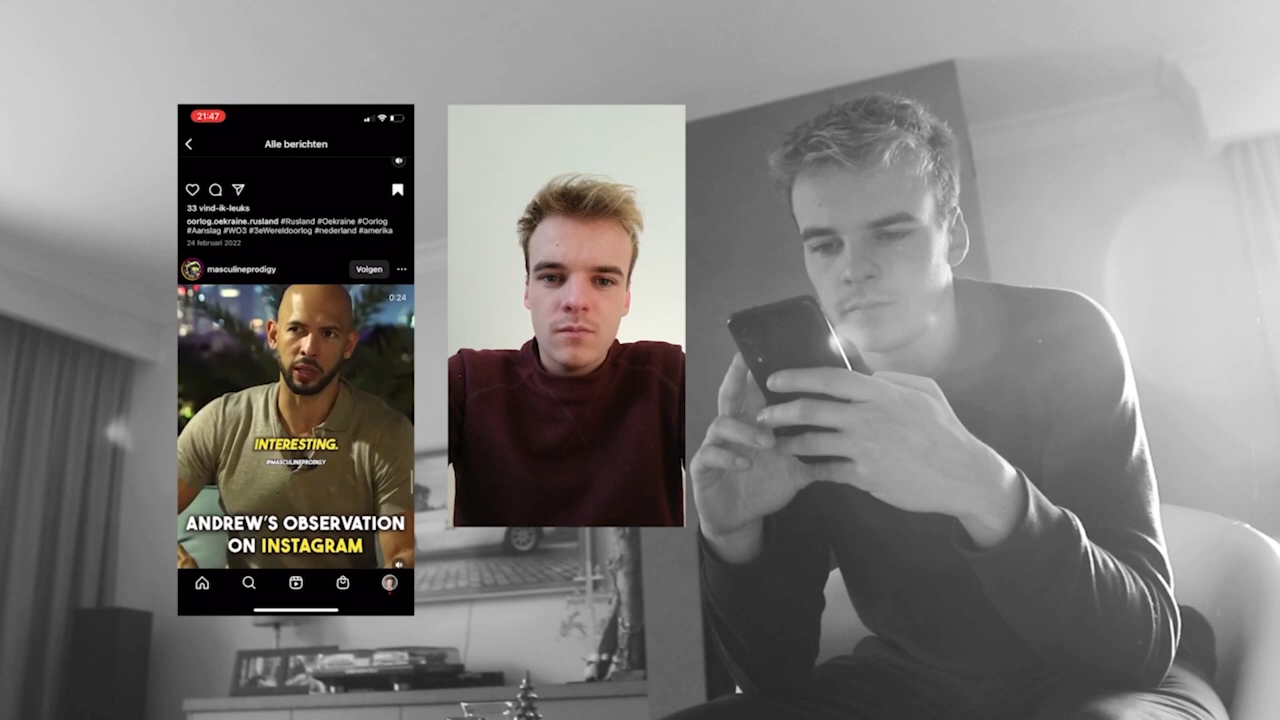 21:47
Alle berichten
33 vind-ik-leuks
oorlog.oekraine.rusland #Rusland #Oekraine #Oorlog
#Aanslag #WO3 #3eWereldoorlog #nederland #amerika
24 februari 2022
masculineprodigy
Volgen
0:24
INTERESTING.
@MASCULINEPRODIGY
ANDREW'S OBSERVATION
ON INSTAGRAM